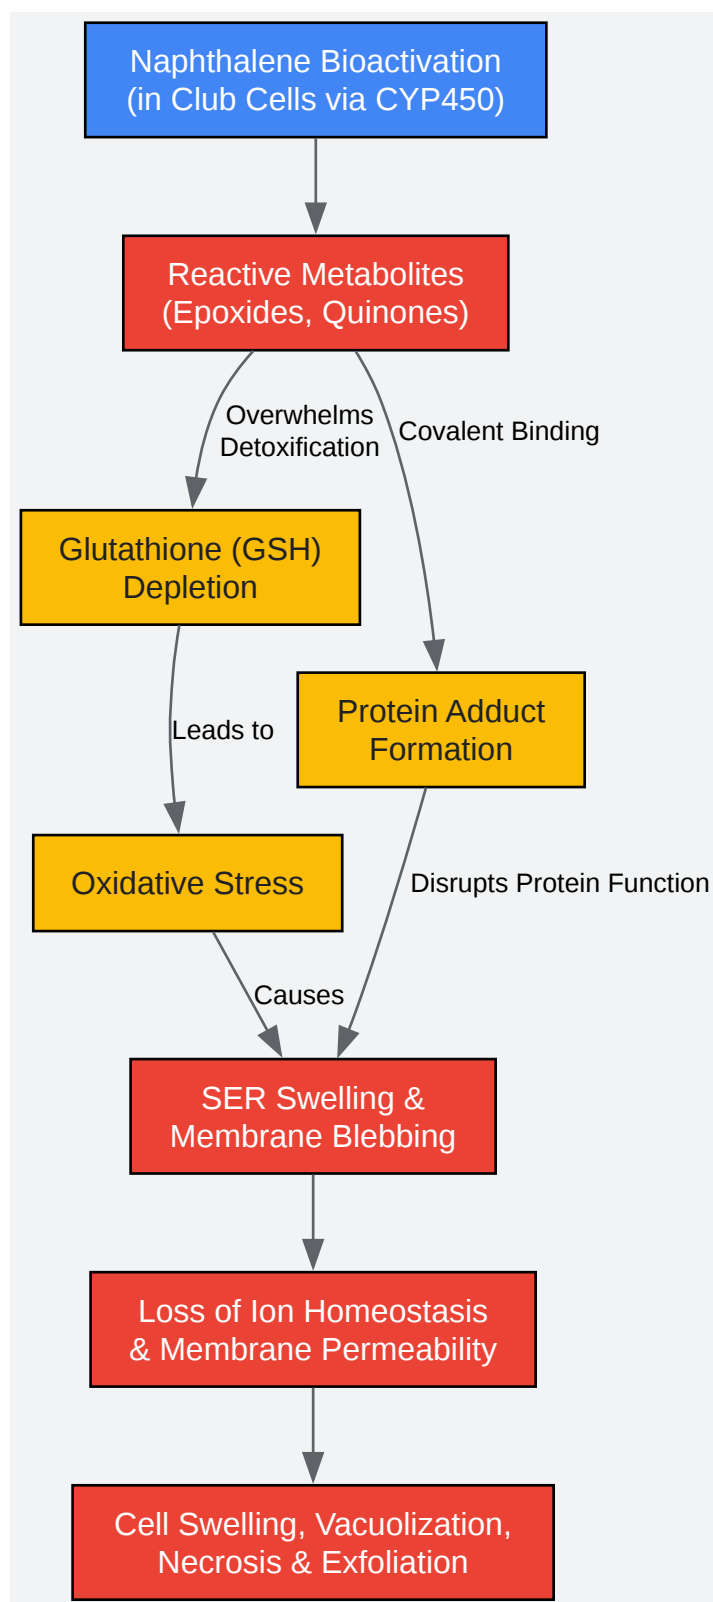 Naphthalene Bioactivation
(in Club Cells via CYP450)
Reactive Metabolites
(Epoxides, Quinones)
Overwhelms
Detoxification
Covalent Binding
Glutathione (GSH)
Depletion
Protein Adduct
Formation
Leads to
Oxidative Stress
Disrupts Protein Function
Causes
SER Swelling &
Membrane Blebbing
Loss of Ion Homeostasis
& Membrane Permeability
Cell Swelling, Vacuolization,
Necrosis & Exfoliation